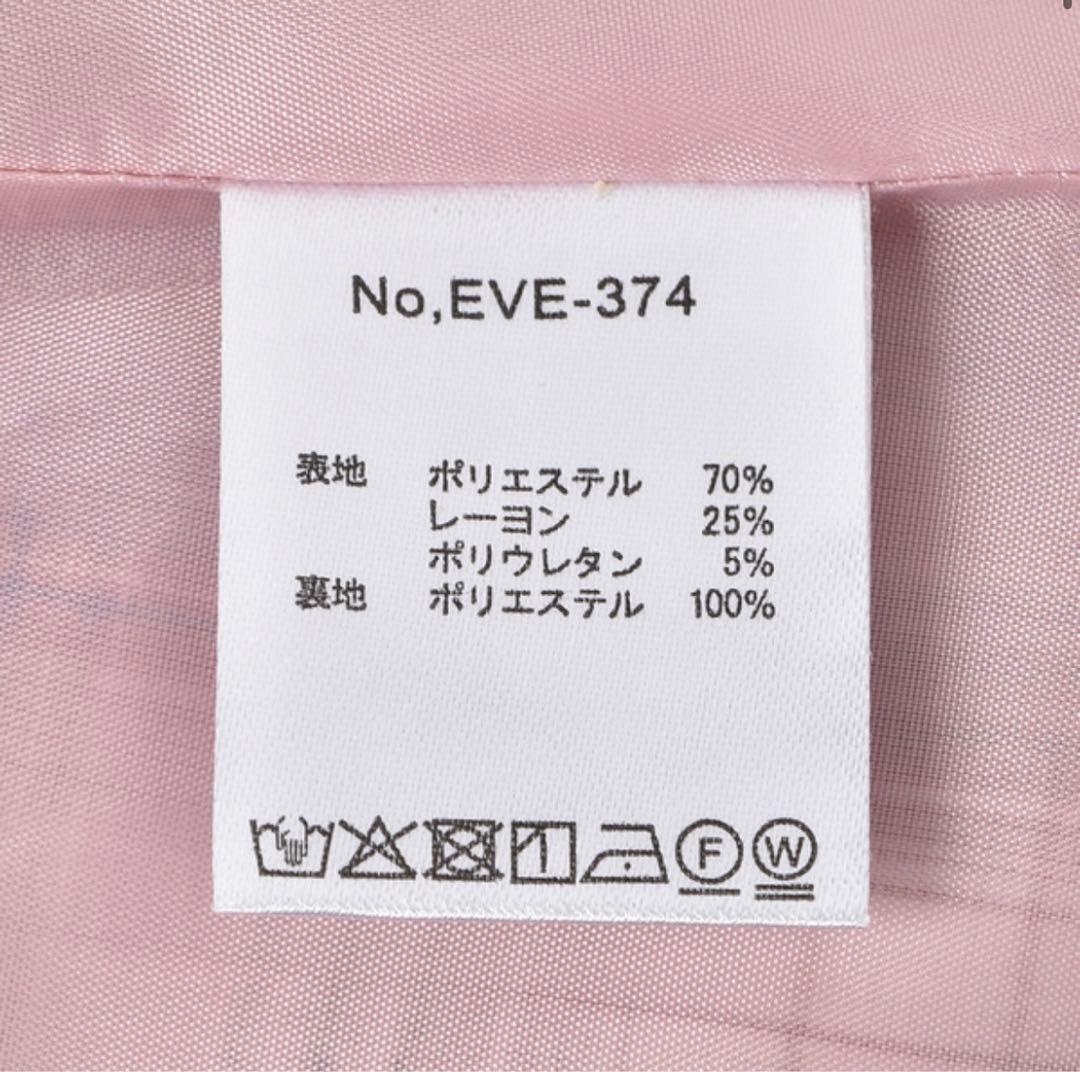 No,EVE-374
表地 ポリエステル 70%
レーヨン 25%
ポリウレタン 5%
裏地 ポリエステル 100%
F W